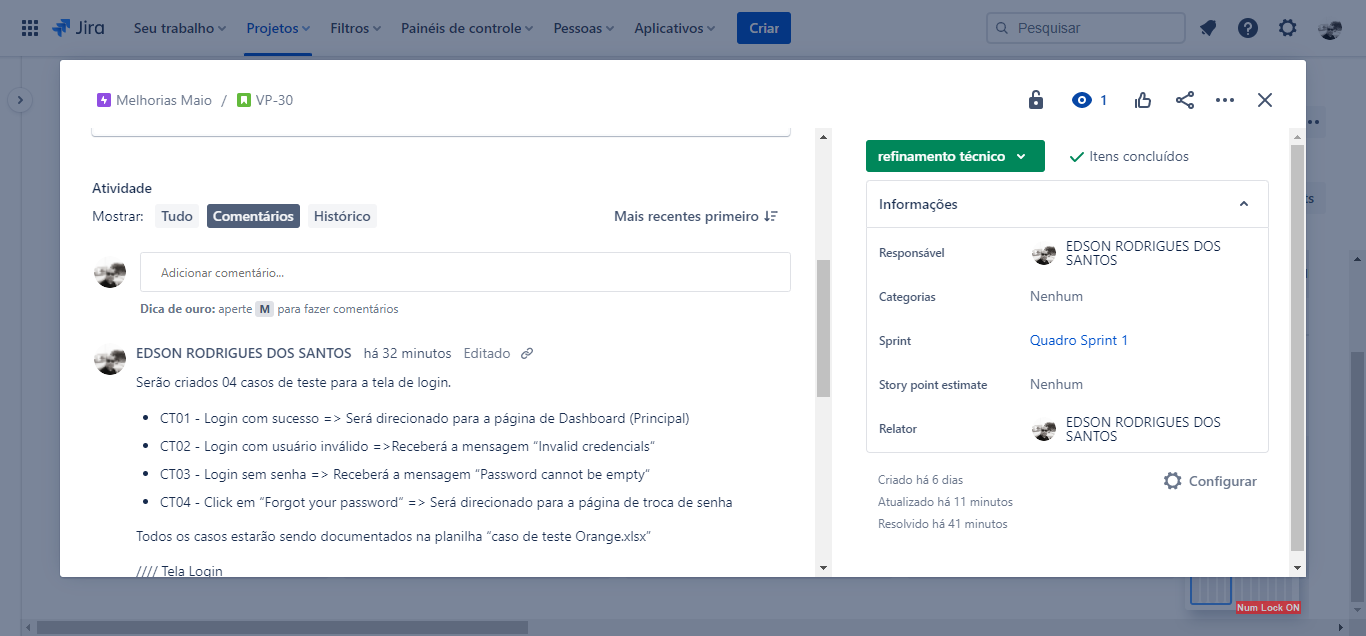 Jira
Seu trabalho
Projetos
Filtros
Painéis de controle
Pessoas
Aplicativos
Criar
Pesquisar
Melhorias Maio / VP-30
1
Atividade
Mostrar: Tudo Comentários Histórico
Mais recentes primeiro
Adicionar comentário...
Dica de ouro: aperte M para fazer comentários
EDSON RODRIGUES DOS SANTOS há 32 minutos Editado
Serão criados 04 casos de teste para a tela de login.
• CT01 - Login com sucesso => Será direcionado para a página de Dashboard (Principal)
• CT02 - Login com usuário inválido =>Receberá a mensagem “Invalid credencials“
• CT03 - Login sem senha => Receberá a mensagem “Password cannot be empty“
• CT04 - Click em “Forgot your password“ => Será direcionado para a página de troca de senha
Todos os casos estarão sendo documentados na planilha “caso de teste Orange.xlsx”
//// Tela Login
refinamento técnico
Itens concluídos
Informações
Responsável
EDSON RODRIGUES DOS
SANTOS
Categorias
Nenhum
Sprint
Quadro Sprint 1
Story point estimate
Nenhum
Relator
EDSON RODRIGUES DOS
SANTOS
Criado há 6 dias
Atualizado há 11 minutos
Resolvido há 41 minutos
Configurar
Num Lock ON